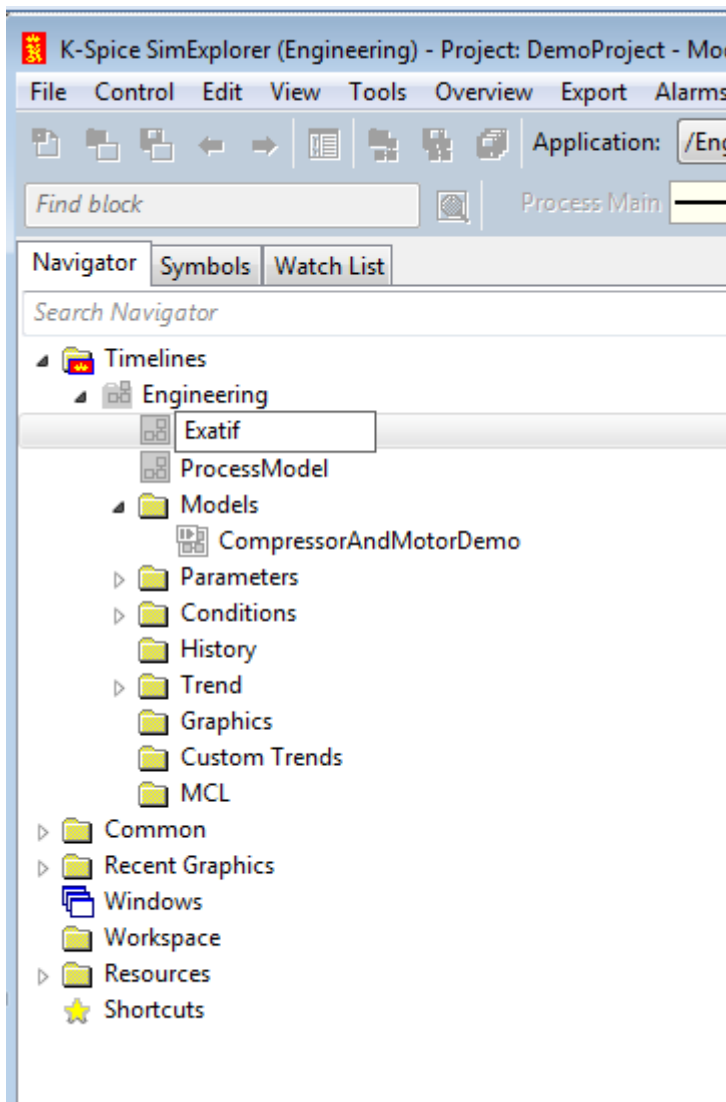 K-Spice SimExplorer (Engineering) - Project: DemoProject - Mo
File Control Edit View Tools Overview Export Alarms
Application: /Eng
Find block Process Main
Navigator Symbols Watch List
Search Navigator
Timelines
Engineering
Exatif
ProcessModel
Models
CompressorAndMotorDemo
Parameters
Conditions
History
Trend
Graphics
Custom Trends
MCL
Common
Recent Graphics
Windows
Workspace
Resources
Shortcuts